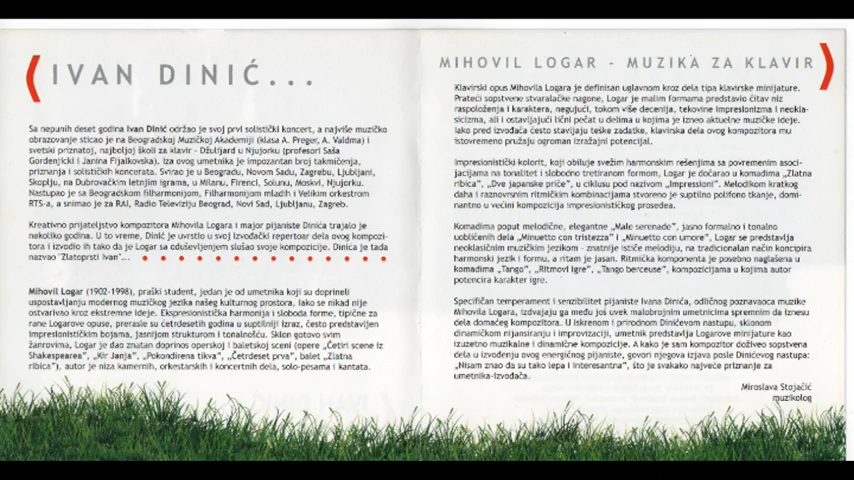 IVAN DINIĆ...
Sa nepunih deset godina Ivan Dinić održao je svoj prvi solistički koncert, a najviše muzičko
obrazovanje sticao je na Beogradskoj Muzičkoj Akademiji (klasa A. Preger, A. Valdma) i
svetski priznatoj, najboljoj školi za klavir - Džulijard u Njujorku (profesori Saša
Gordenjicki i Janina Fijalkovska). Iza ovog umetnika je impozantan broj takmičenja,
priznanja i solističkih koncerata. Svirao je u Beogradu, Novom Sadu, Zagrebu, Ljubljani,
Skoplju, na Dubrovačkim letnjim igrama, u Milanu, Firenci, Solunu, Moskvi, Njujorku.
Nastupao je sa Beogradskom filharmonijom, Filharmonijom mladih i Velikim orkestrom
RTS-a, a snimao je za RAI, Radio Televiziju Beograd, Novi Sad, Ljubljanu, Zagreb.
Kreativno prijateljstvo kompozitora Mihovila Logara i major pijaniste Dinića trajalo je
nekoliko godina. U to vreme, Dinić je uvrstio u svoj izvođački repertoar dela ovog kompozi-
tora i izvodio ih tako da je Logar sa oduševljenjem slušao svoje kompozicije. Dinića je tada
nazvao "Zlatoprsti Ivan"...
Mihovil Logar (1902-1998), praški student, jedan je od umetnika koji su doprineli
uspostavljanju modernog muzičkog jezika našeg kulturnog prostora, iako se nikad nije
ostvarivao kroz ekstremne ideje. Ekspresionistička harmonija i sloboda forme, tipične za
rane Logarove opuse, prerasle su četrdesetih godina u suptilniji izraz, često predstavljen
impresionističkim bojama, jasnijom strukturom i tonalnošću. Sklon gotovo svim
žanrovima, Logar je dao znatan doprinos operskoj i baletskoj sceni (opere „Četiri scene iz
Shakespearea", „Kir Janja", „Pokondirena tikva", „Četrdeset prva", balet „Zlatna
ribica"), autor je niza kamernih, orkestarskih i koncertnih dela, solo-pesama i kantata.
MIHOVIL LOGAR - MUZIKA ZA KLAVIR
Klavirski opus Mihovila Logara je definisan uglavnom kroz dela tipa klavirske minijature.
Prateći sopstvene stvaralačke nagone, Logar je malim formama predstavio čitav niz
raspoloženja i karaktera, negujući, tokom više decenija, tekovine impresionizma i neokla-
sicizma, ali i ostavljajući lični pečat u delima u kojima je izneo aktuelne muzičke ideje.
Iako pred izvođača često stavljaju teške zadatke, klavirska dela ovog kompozitora mu
istovremeno pružaju ogroman izražajni potencijal.
Impresionistički kolorit, koji obiluje svežim harmonskim rešenjima sa povremenim asoci-
jacijama na tonalitet i slobodno tretiranom formom, Logar je dočarao u komadima „Zlatna
ribica", „Dve japanske priče", u ciklusu pod nazivom „Impressioni". Melodikom kratkog
daha i raznovrsnim ritmičkim kombinacijama stvoreno je suptilno polifono tkanje, domi-
nantno u većini kompozicija impresionističkog prosedea.
Komadima poput melodične, elegantne „Male serenade", jasno formalno i tonalno
uobličenih dela „Minuetto con tristezza" i „Minuetto con umore", Logar se predstavlja
neoklasičnim muzičkim jezikom - znatnije ističe melodiju, na tradicionalan način koncipira
harmonski jezik i formu, a ritam je jasan. Ritmička komponenta je posebno naglašena u
komadima „Tango", „Ritmovi igre", „Tango berceuse", kompozicijama u kojima autor
potencira karakter igre.
Specifičan temperament i senzibilitet pijaniste Ivana Dinića, odličnog poznavaoca muzike
Mihovila Logara, izdvajaju ga među još uvek malobrojnim umetnicima spremnim da iznesu
dela domaćeg kompozitora. U iskrenom i prirodnom Dinićevom nastupu, sklonom
dinamičkom nijansiranju i improvizaciji, umetnik predstavlja Logarove minijature kao
izuzetno muzikalne i dinamične kompozicije. A kako je sam kompozitor doživeo sopstvena
dela u izvođenju ovog energičnog pijaniste, govori njegova izjava posle Dinićevog nastupa:
„Nisam znao da su tako lepa i interesantna", što je svakako najveće priznanje za
umetnika-izvođača.
Miroslava Stojačić
muzikolog